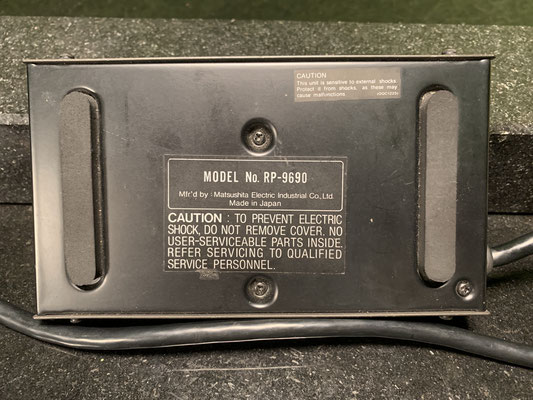 CAUTION
This unit is sensitive to external shocks.
Protect it from shocks, as these may
cause malfunctions.
MODEL No. RP-9690
Mfr'd by : Matsushita Electric Industrial Co., Ltd.
Made in Japan
CAUTION : TO PREVENT ELECTRIC
SHOCK, DO NOT REMOVE COVER. NO
USER-SERVICEABLE PARTS INSIDE.
REFER SERVICING TO QUALIFIED
SERVICE PERSONNEL.